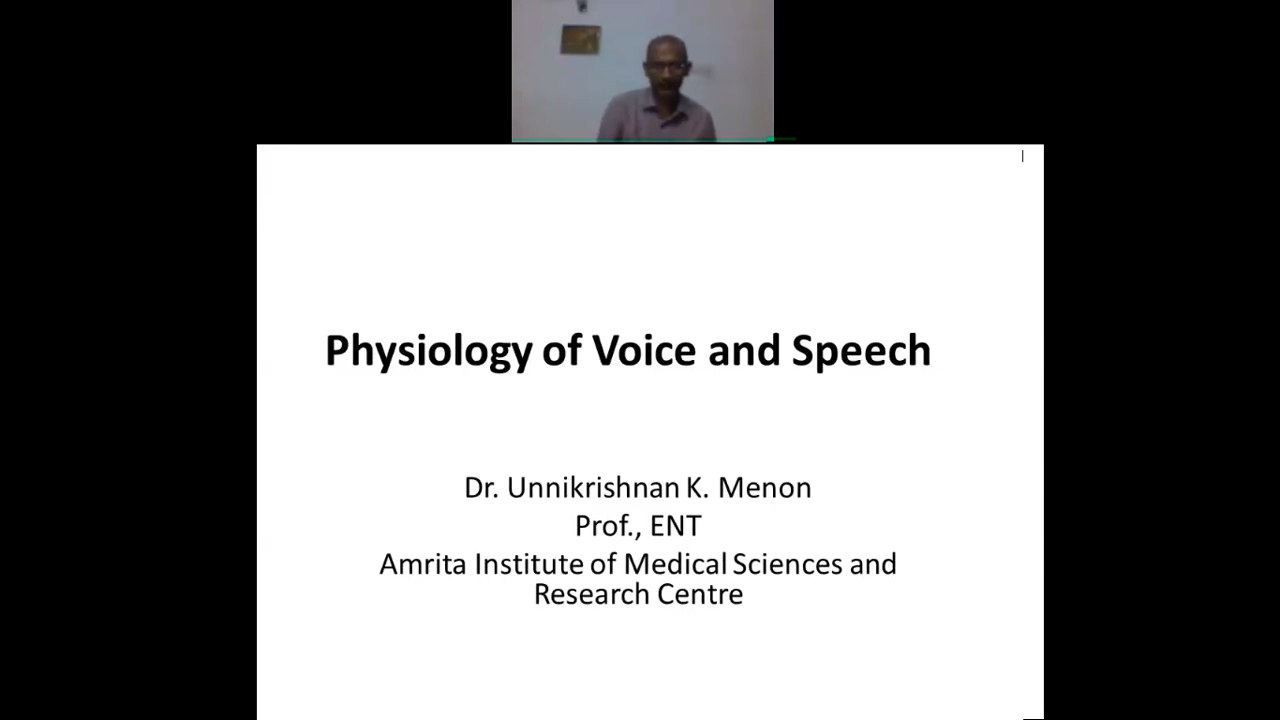 Physiology of Voice and Speech
Dr. Unnikrishnan K. Menon
Prof., ENT
Amrita Institute of Medical Sciences and
Research Centre